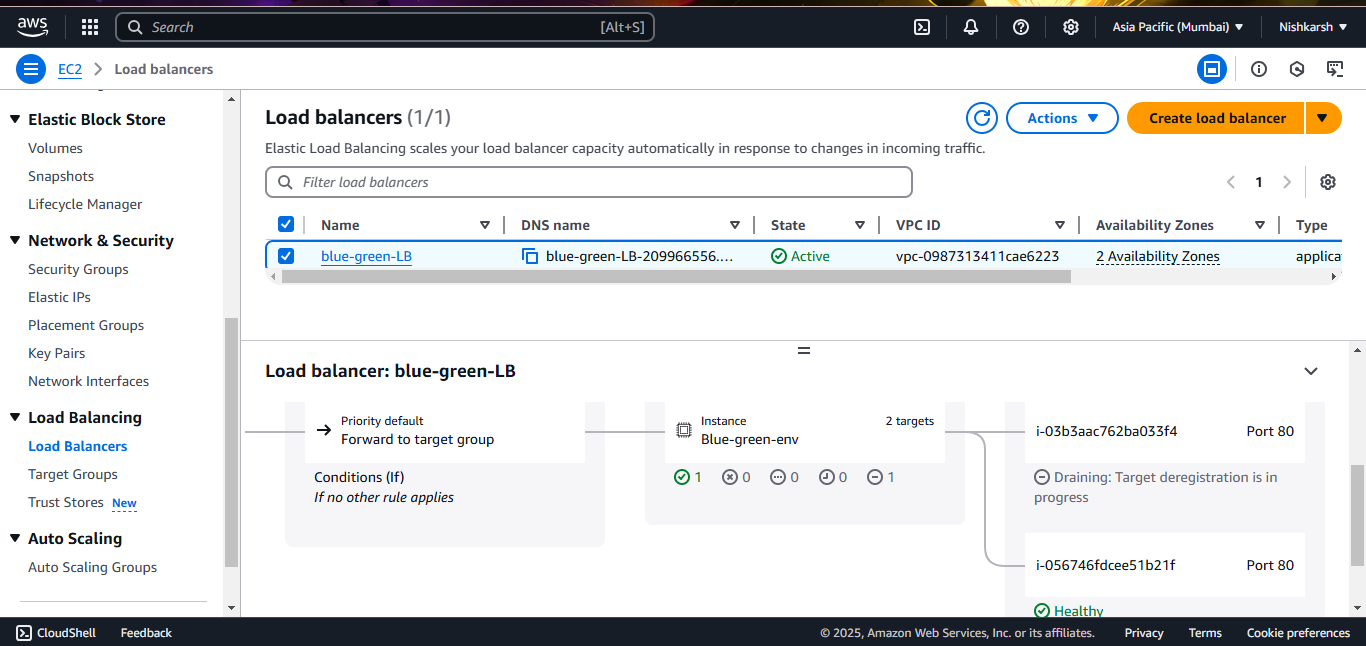 aws
Search [Alt+S]
Asia Pacific (Mumbai)
Nishkarsh
EC2
Load balancers
Elastic Block Store
Volumes
Snapshots
Lifecycle Manager
Network & Security
Security Groups
Elastic IPs
Placement Groups
Key Pairs
Network Interfaces
Load Balancing
Load Balancers
Target Groups
Trust Stores New
Auto Scaling
Auto Scaling Groups
Load balancers (1/1)
Actions
Create load balancer
Elastic Load Balancing scales your load balancer capacity automatically in response to changes in incoming traffic.
Filter load balancers
1
Name DNS name State VPC ID Availability Zones Type
blue-green-LB blue-green-LB-209966556.... Active vpc-0987313411cae6223 2 Availability Zones applica
Load balancer: blue-green-LB
Priority default
Forward to target group
Conditions (If)
If no other rule applies
Instance 2 targets
Blue-green-env
1 0 0 0 1
i-03b3aac762ba033f4 Port 80
Draining: Target deregistration is in
progress
i-056746fdcee51b21f Port 80
Healthy
CloudShell Feedback
© 2025, Amazon Web Services, Inc. or its affiliates. Privacy Terms Cookie preferences